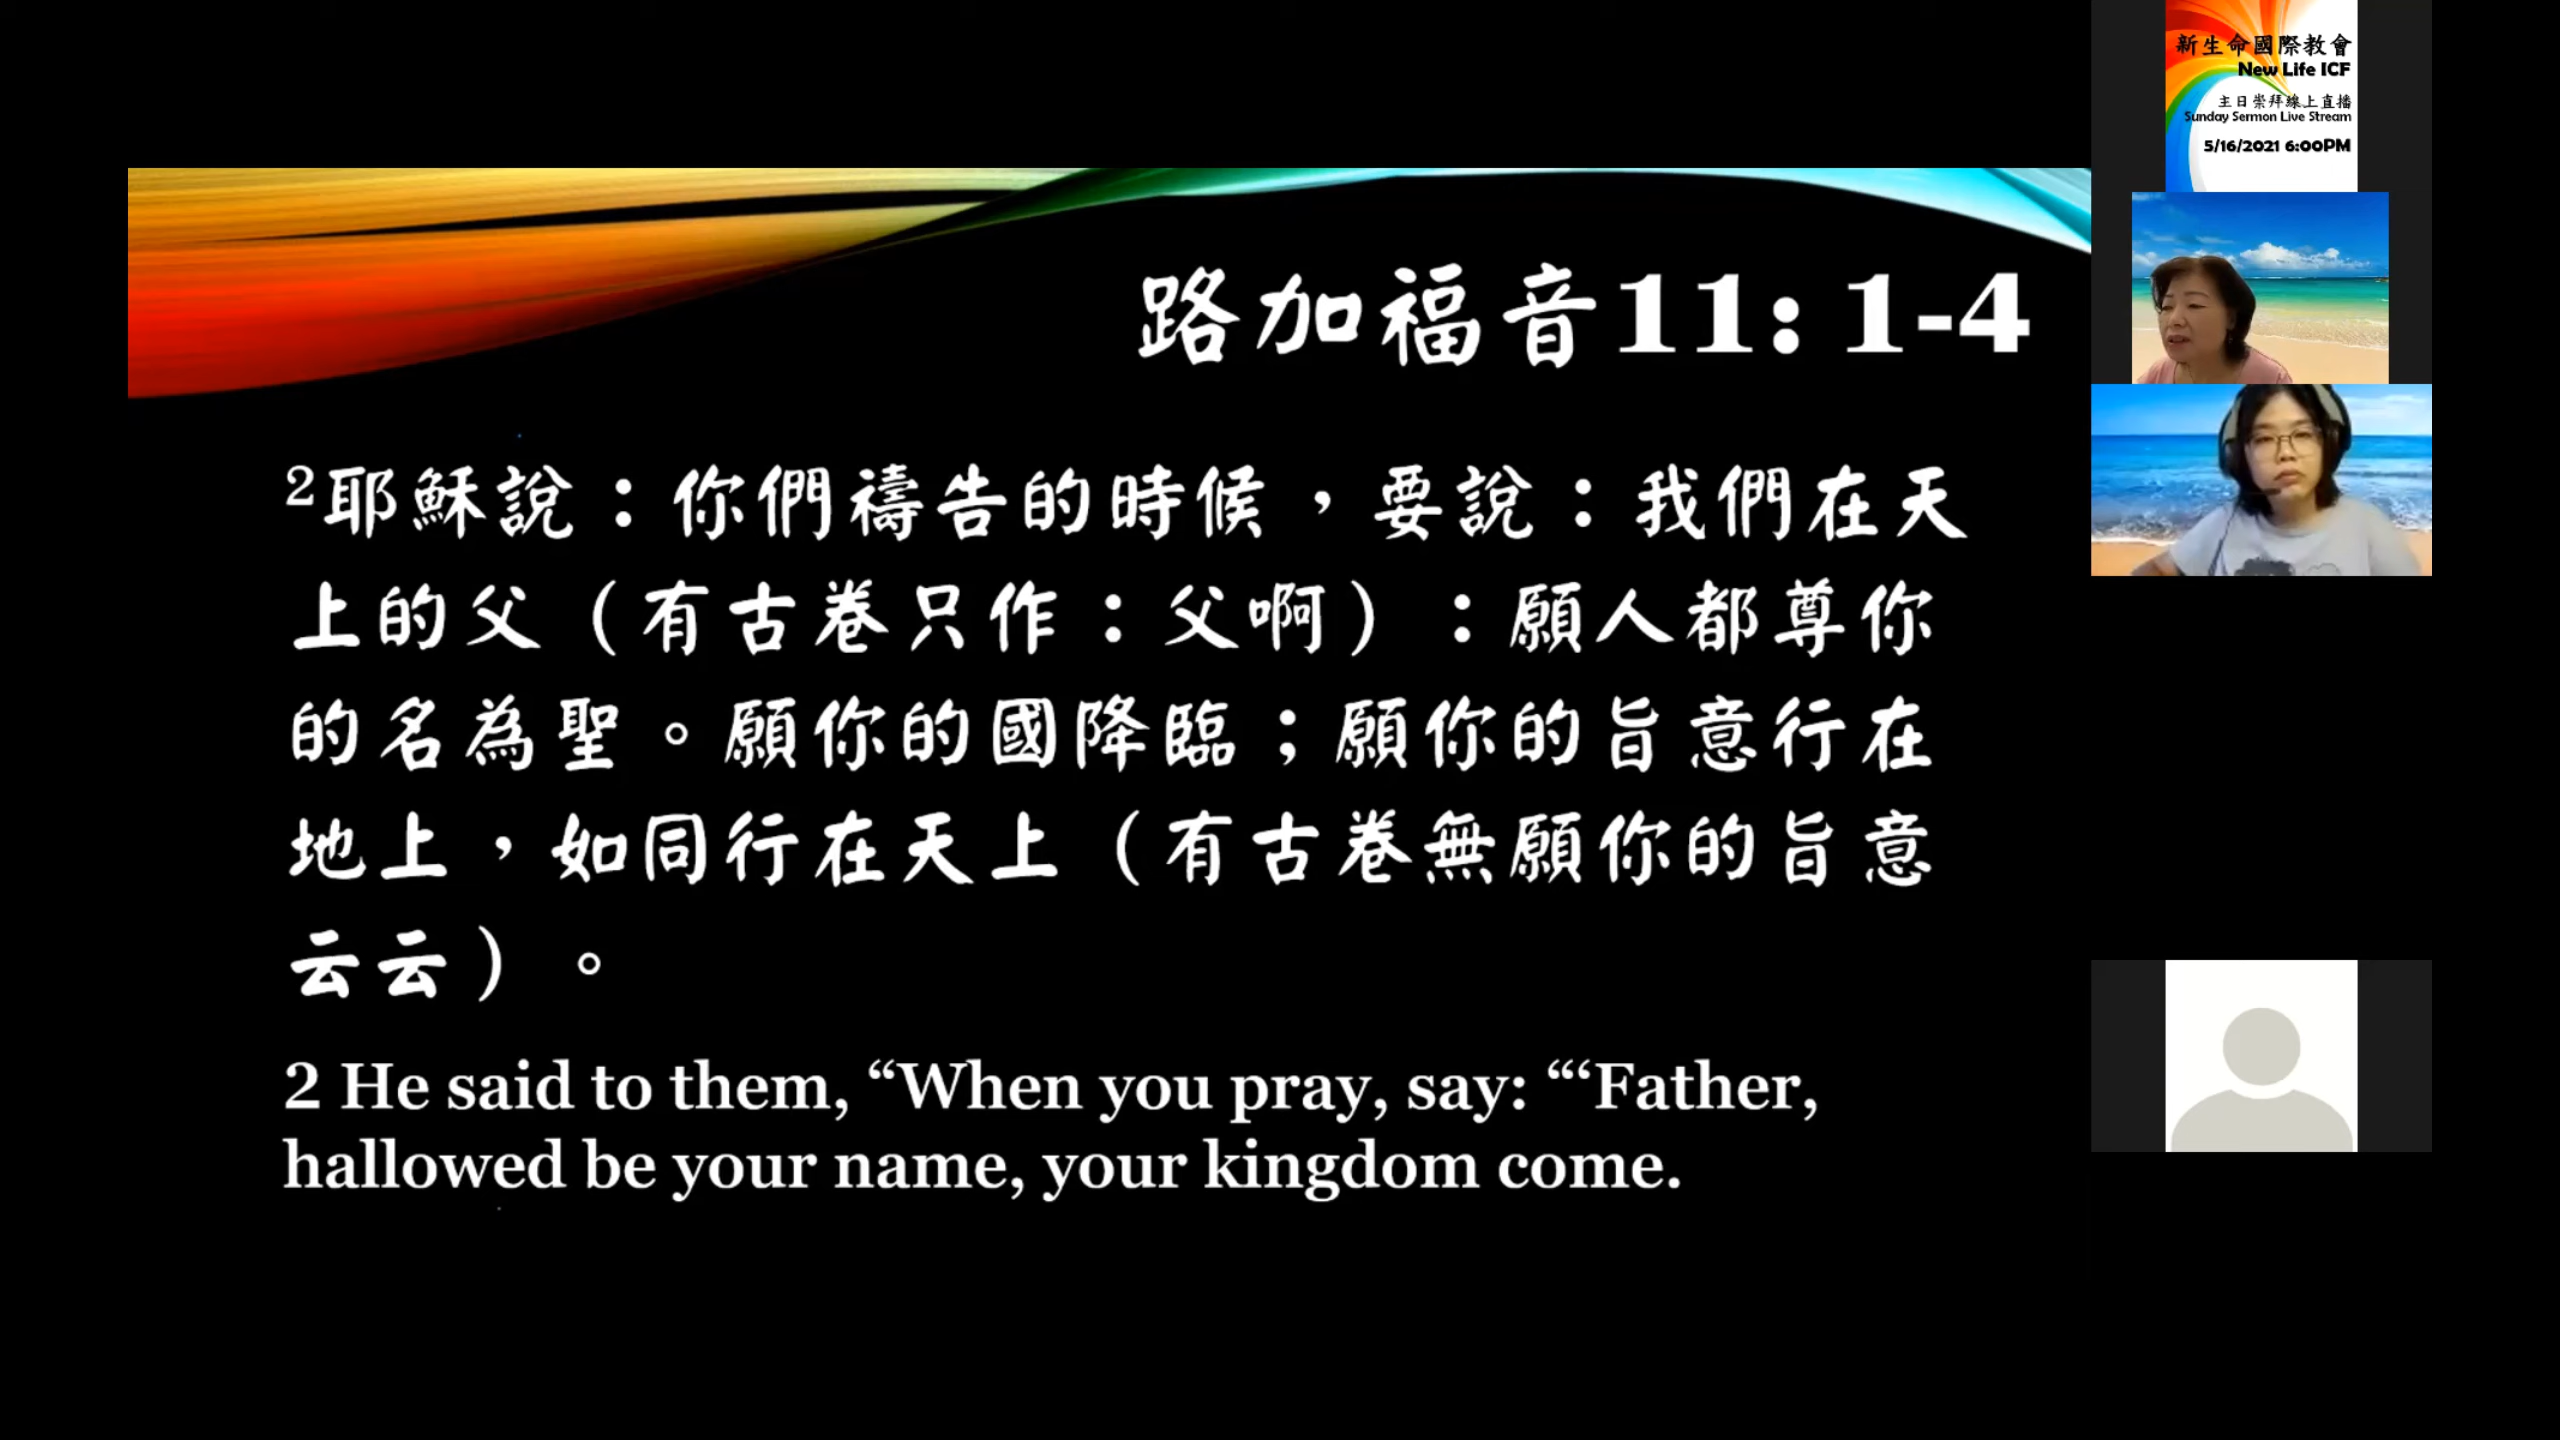 路加福音11: 1-4
²耶穌說：你們禱告的時候，要說：我們在天
上的父（有古卷只作：父啊）：願人都尊你
的名為聖。願你的國降臨；願你的旨意行在
地上，如同行在天上（有古卷無願你的旨意
云云）。
2 He said to them, “When you pray, say: “‘Father,
hallowed be your name, your kingdom come.
新生命國際教會
New Life ICF
主日崇拜線上直播
Sunday Sermon Live Stream
5/16/2021 6:00PM